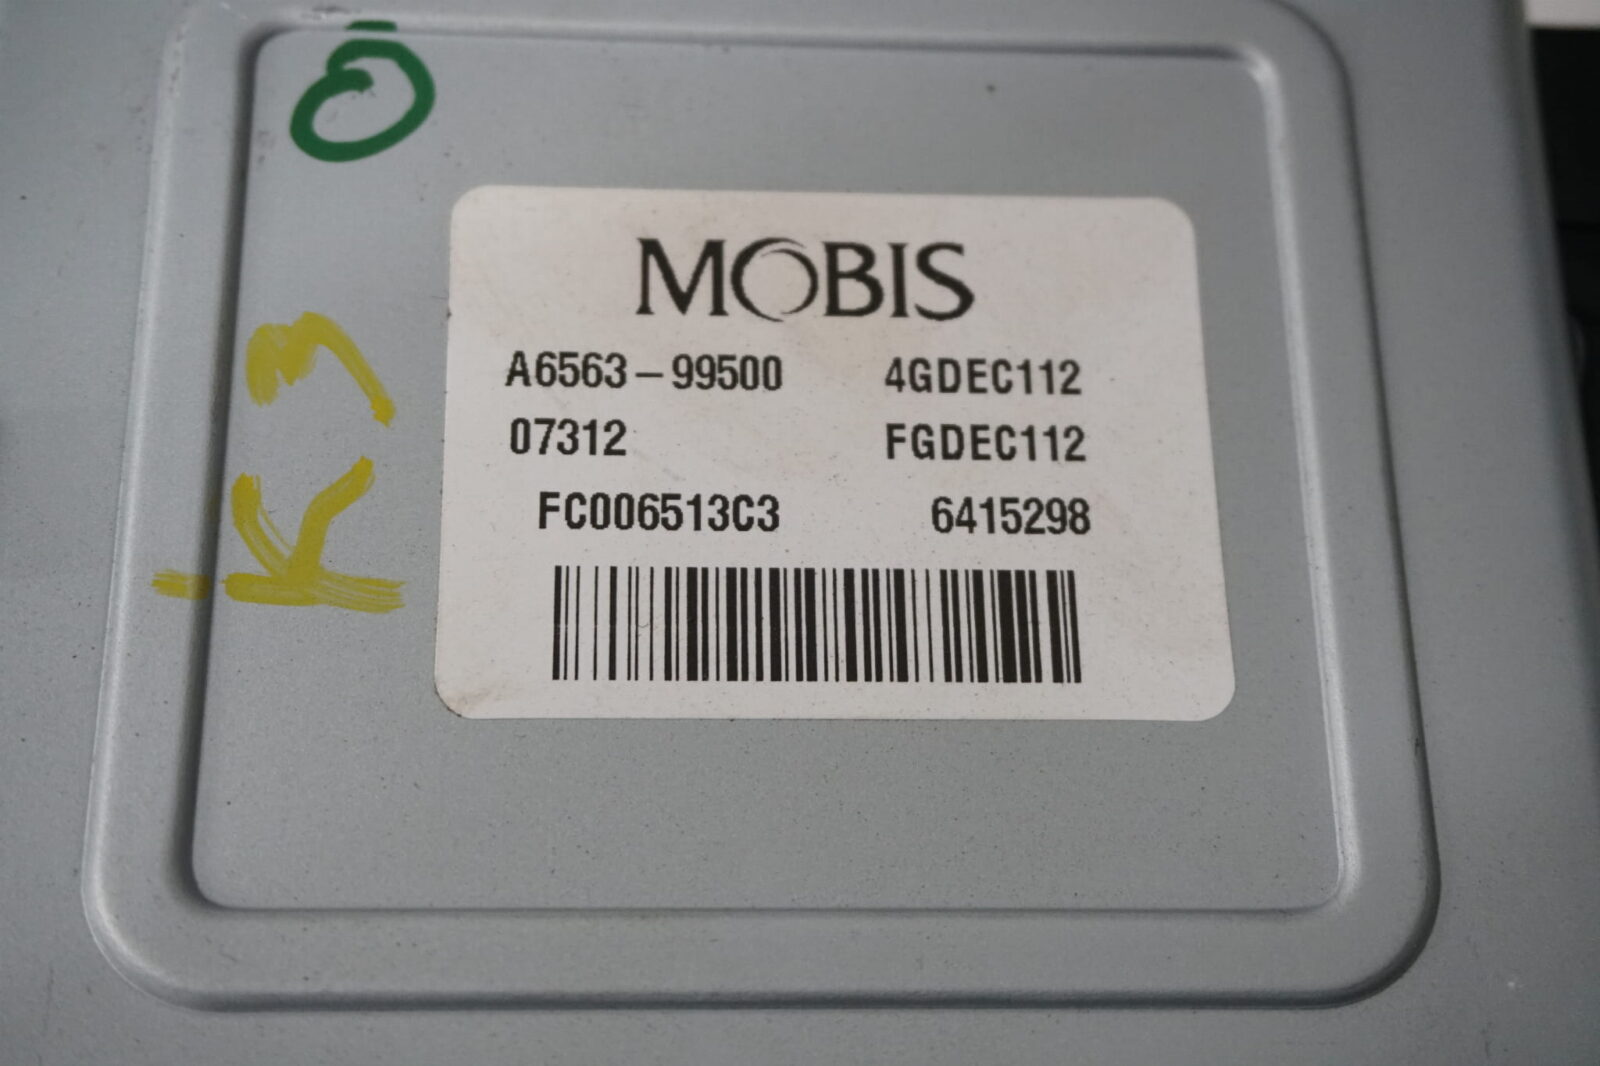 MOBIS
A6563-99500 4GDEC112
07312 FGDEC112
FC006513C3 6415298